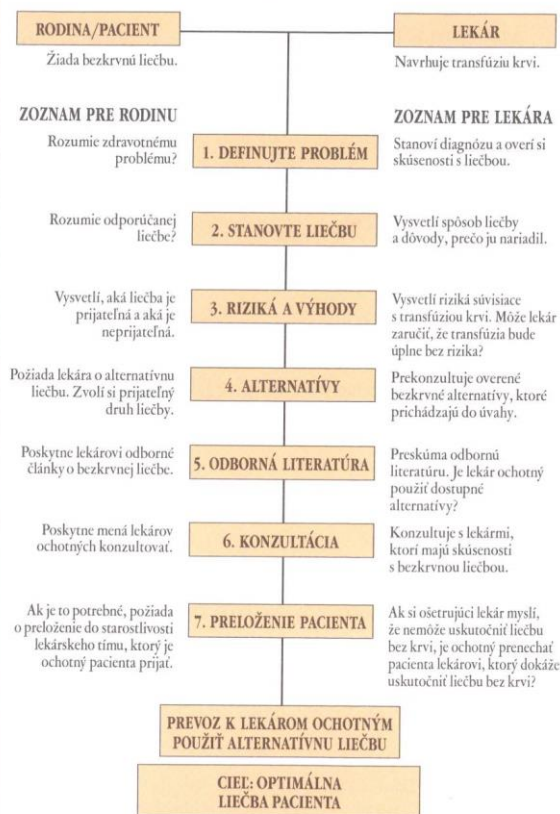 RODINA/PACIENT
Žiada bezkrvnú liečbu.
LEKÁR
Navrhuje transfúziu krvi.
ZOZNAM PRE RODINU
ZOZNAM PRE LEKÁRA
Rozumie zdravotnému
problému?
1. DEFINUJTE PROBLÉM
Stanoví diagnózu a overí si
skúsenosti s liečbou.
Rozumie odporúčanej
liečbe?
2. STANOVTE LIEČBU
Vysvetlí spôsob liečby
a dôvody, prečo ju nariadil.
Vysvetlí, aká liečba je
prijateľná a aká je
neprijateľná.
3. RIZIKÁ A VÝHODY
Vysvetlí riziká súvisiace
s transfúziou krvi. Môže lekár
zaručiť, že transfúzia bude
úplne bez rizika?
Požiada lekára o alternatívnu
liečbu. Zvolí si prijateľný
druh liečby.
4. ALTERNATÍVY
Prekonzultuje overené
bezkrvné alternatívy, ktoré
prichádzajú do úvahy.
Poskytne lekárovi odborné
články o bezkrvnej liečbe.
5. ODBORNÁ LITERATÚRA
Preskúma odbornú
literatúru. Je lekár ochotný
použiť dostupné
alternatívy?
Poskytne mená lekárov
ochotných konzultovať.
6. KONZULTÁCIA
Konzultuje s lekármi,
ktorí majú skúsenosti
s bezkrvnou liečbou.
Ak je to potrebné, požiada
o preloženie do starostlivosti
lekárskeho tímu, ktorý je
ochotný pacienta prijať.
7. PRELOŽENIE PACIENTA
Ak si ošetrujúci lekár myslí,
že nemôže uskutočniť liečbu
bez krvi, je ochotný prenechať
pacienta lekárovi, ktorý dokáže
uskutočniť liečbu bez krvi?
PREVOZ K LEKÁROM OCHOTNÝM
POUŽIŤ ALTERNATÍVNU LIEČBU
CIEĽ: OPTIMÁLNA
LIEČBA PACIENTA